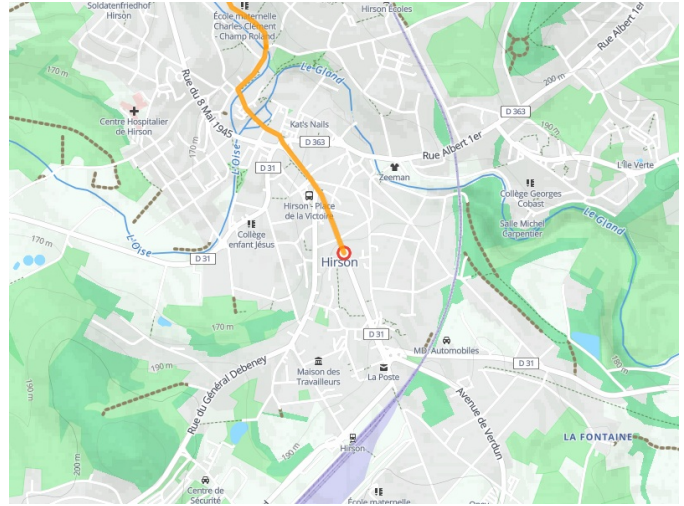 Soldatenfriedhof
Hirson
École maternelle
Charles Clément
- Champ Roland
Hirson Écoles
Rue Albert 1er
170 m
200 m
Le Gland
Rue du 8 Mai 1945
Centre Hospitalier
de Hirson
Kat's Nails
D 363
D 363
170 m
L'Oise
D 31
Rue Albert 1er
Zeeman
L'Île Verte
Collège Georges
Cobast
Hirson - Place
de la Victoire
Le Gland
Salle Michel
Carpentier
Collège
enfant Jésus
170 m
L'Oise
D 31
Hirson
170 m
D 31
MB Automobiles
D 31
180 m
190 m
190 m
Maison des
Travailleurs
La Poste
Rue du Général Debeney
Avenue de Verdun
LA FONTAINE
Hirson
190 m
200 m
Centre de
Sécurité
École maternelle